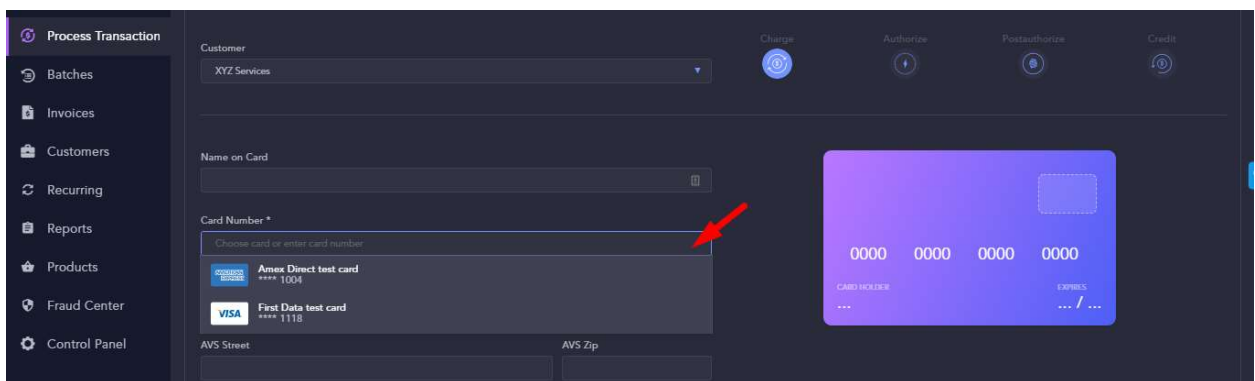 Process Transaction
Batches
Invoices
Customers
Recurring
Reports
Products
Fraud Center
Control Panel
Customer
XYZ Services
Charge
Authorize
Postauthorize
Credit
Name on Card
Card Number *
Choose card or enter card number
AMERICAN EXPRESS
Amex Direct test card
**** 1004
VISA
First Data test card
**** 1118
AVS Street
AVS Zip
0000 0000 0000 0000
CARD HOLDER
EXPIRES
...
... / ...